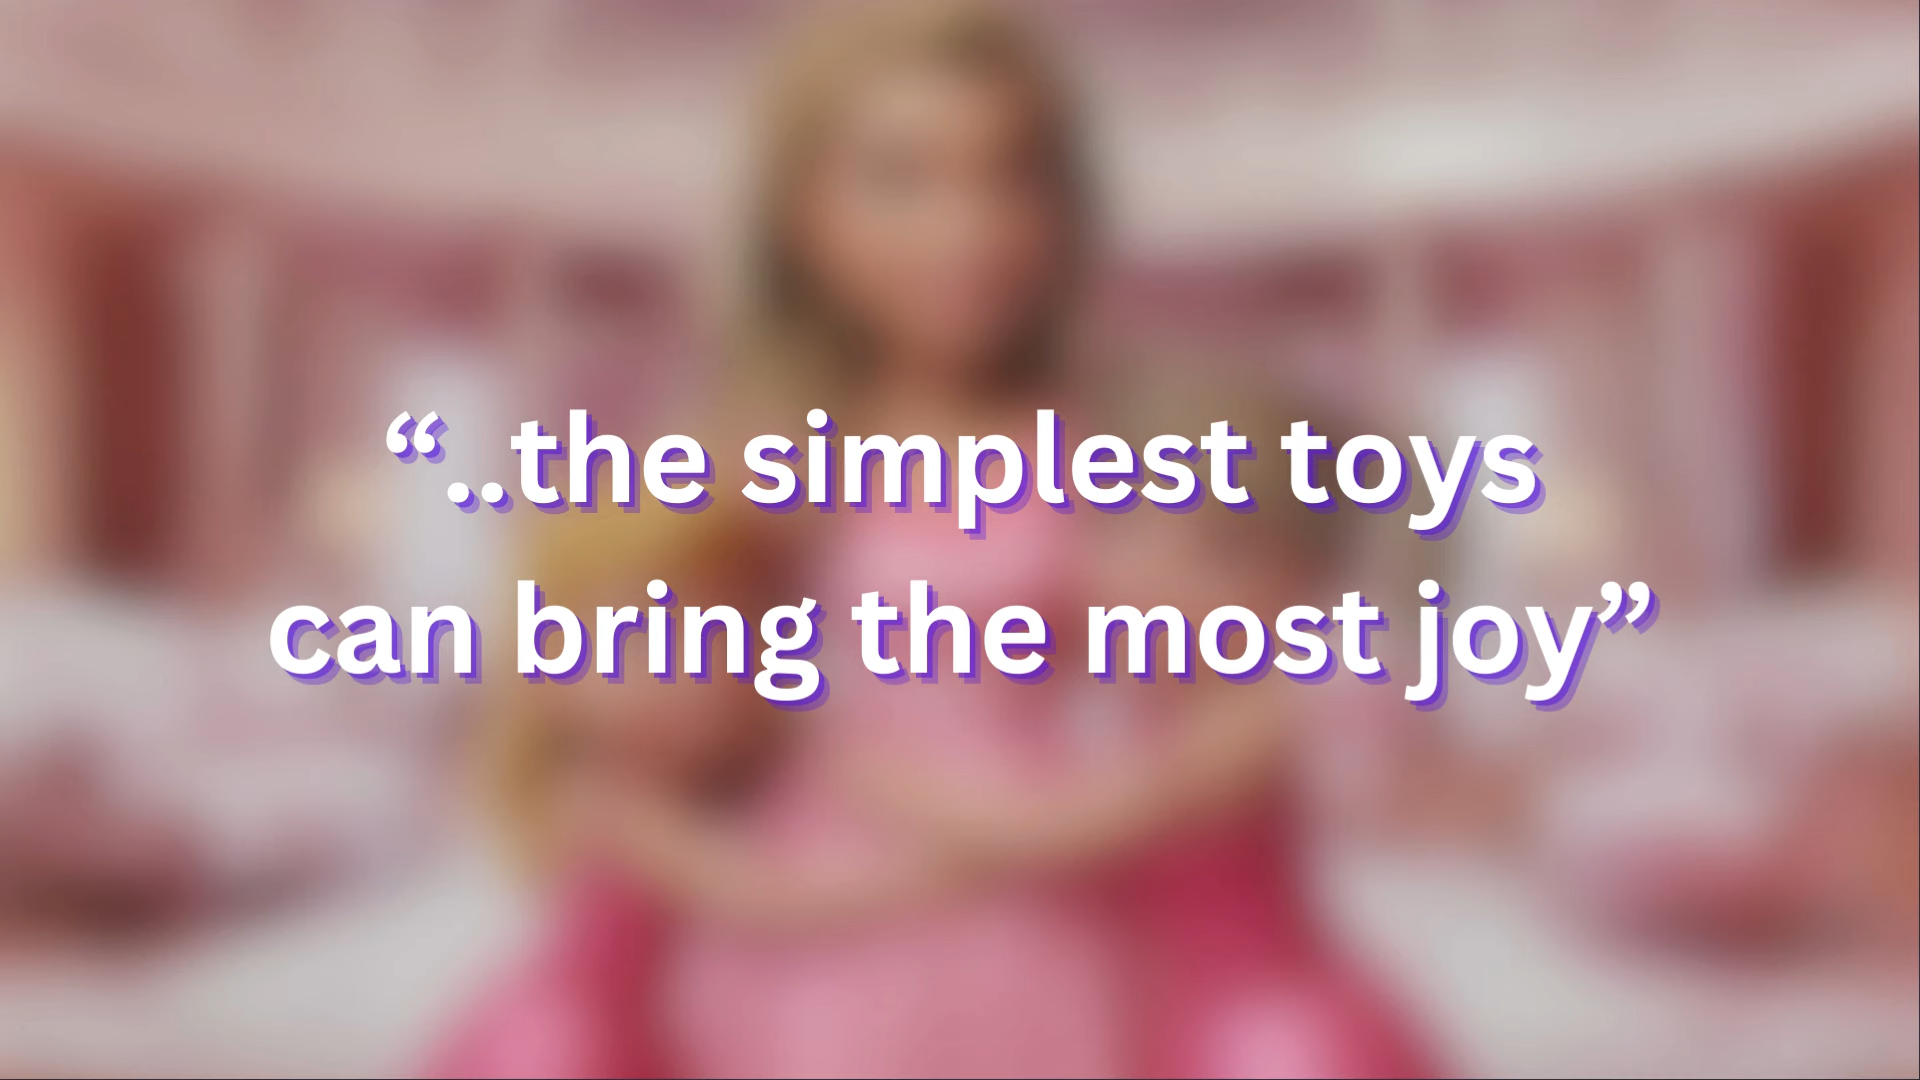 “..the simplest toys
can bring the most joy”